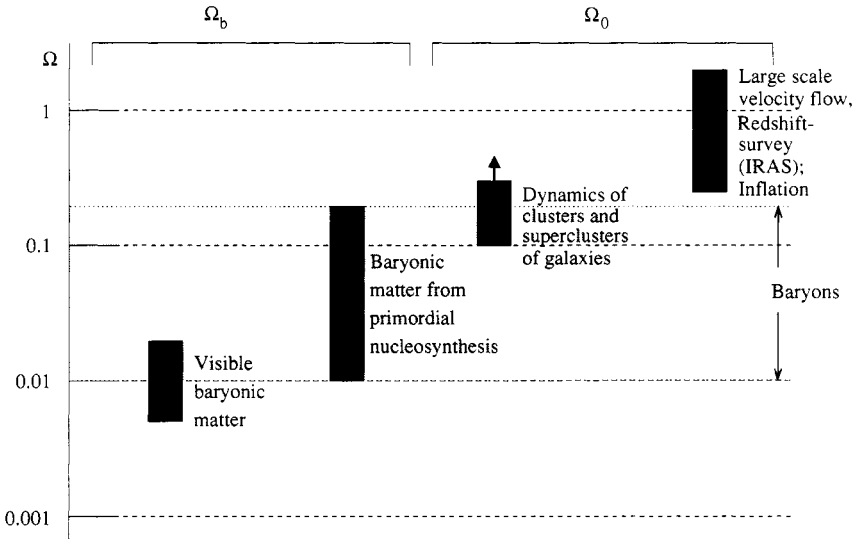 Ω_b
Ω_0
Ω
1
0.1
0.01
0.001
Visible
baryonic
matter
Baryonic
matter from
primordial
nucleosynthesis
Dynamics of
clusters and
superclusters
of galaxies
Large scale
velocity flow,
Redshift-
survey
(IRAS);
Inflation
Baryons